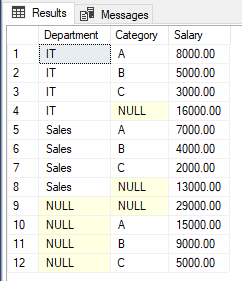 Results Messages
Department Category Salary
1 IT A 8000.00
2 IT B 5000.00
3 IT C 3000.00
4 IT NULL 16000.00
5 Sales A 7000.00
6 Sales B 4000.00
7 Sales C 2000.00
8 Sales NULL 13000.00
9 NULL NULL 29000.00
10 NULL A 15000.00
11 NULL B 9000.00
12 NULL C 5000.00